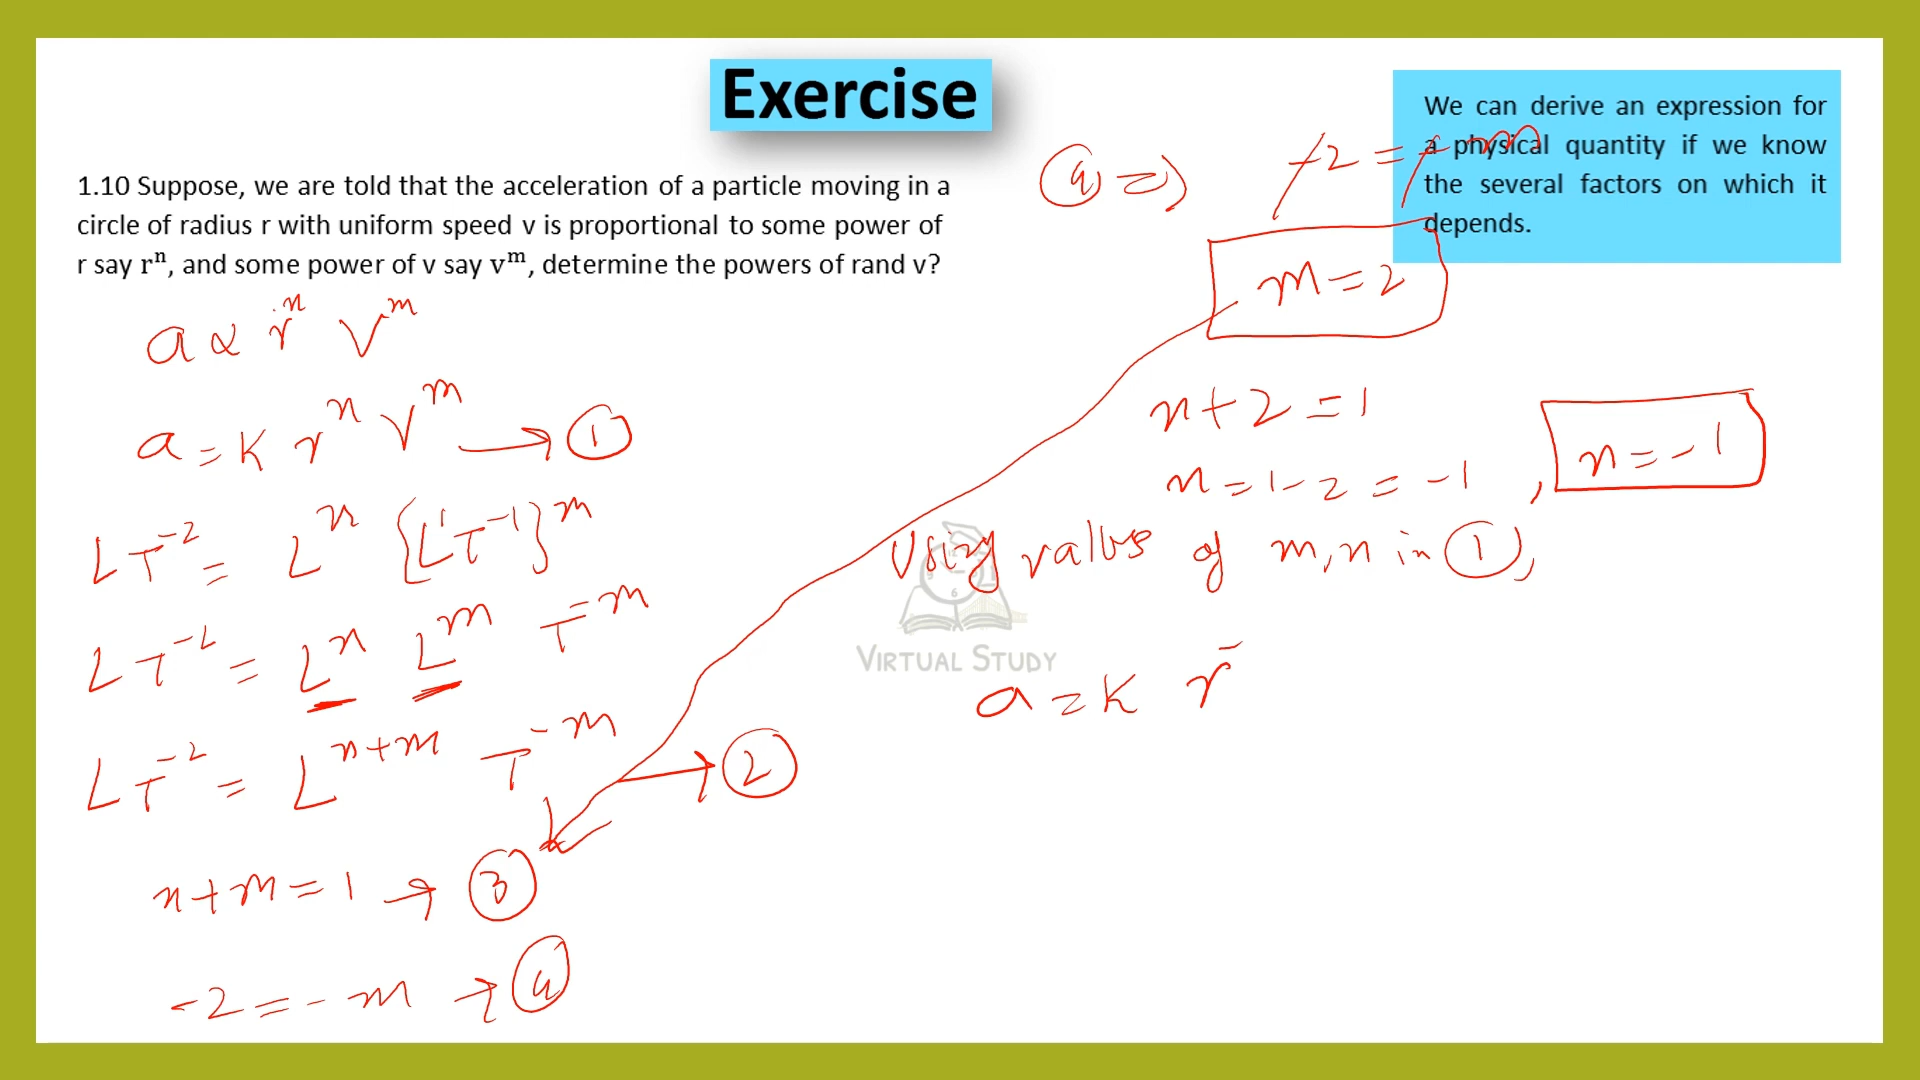 Exercise
We can derive an expression for
a physical quantity if we know
the several factors on which it
depends.
1.10 Suppose, we are told that the acceleration of a particle moving in a
circle of radius r with uniform speed v is proportional to some power of
r say rⁿ, and some power of v say vᵐ, determine the powers of rand v?
a ∝ rⁿ Vᵐ
a = K rⁿ Vᵐ → ①
LT⁻² = Lⁿ {L¹T⁻¹}ᵐ
LT⁻² = Lⁿ Lᵐ T⁻ᵐ
LT⁻² = Lⁿ⁺ᵐ T⁻ᵐ → ②
n+m=1 → ③
-2=-m → ④
④ ⇒ -2=-m
m=2
n+2=1
n=1-2=-1, n=-1
Using values of m,n in ①,
a=K r⁻
VIRTUAL STUDY